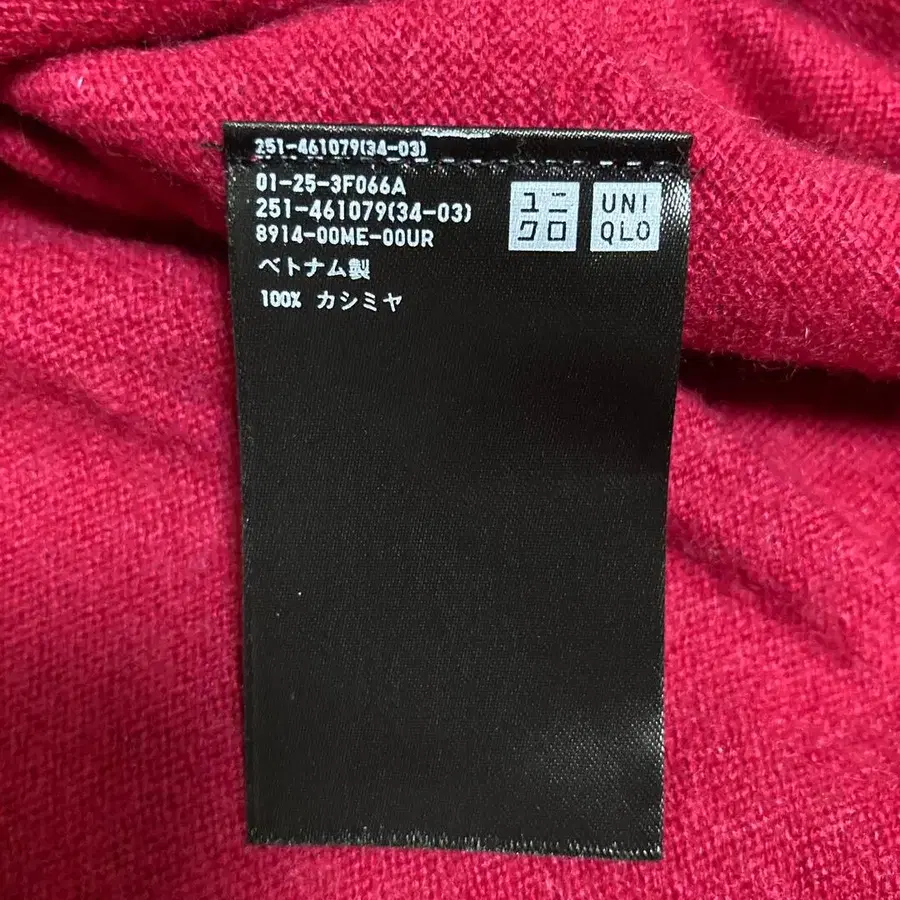 251-461079(34-03)
01-25-3F066A
251-461079(34-03)
8914-00ME-00UR
ベトナム製
100% カシミヤ
ユニ
クロ
UNI
QLO